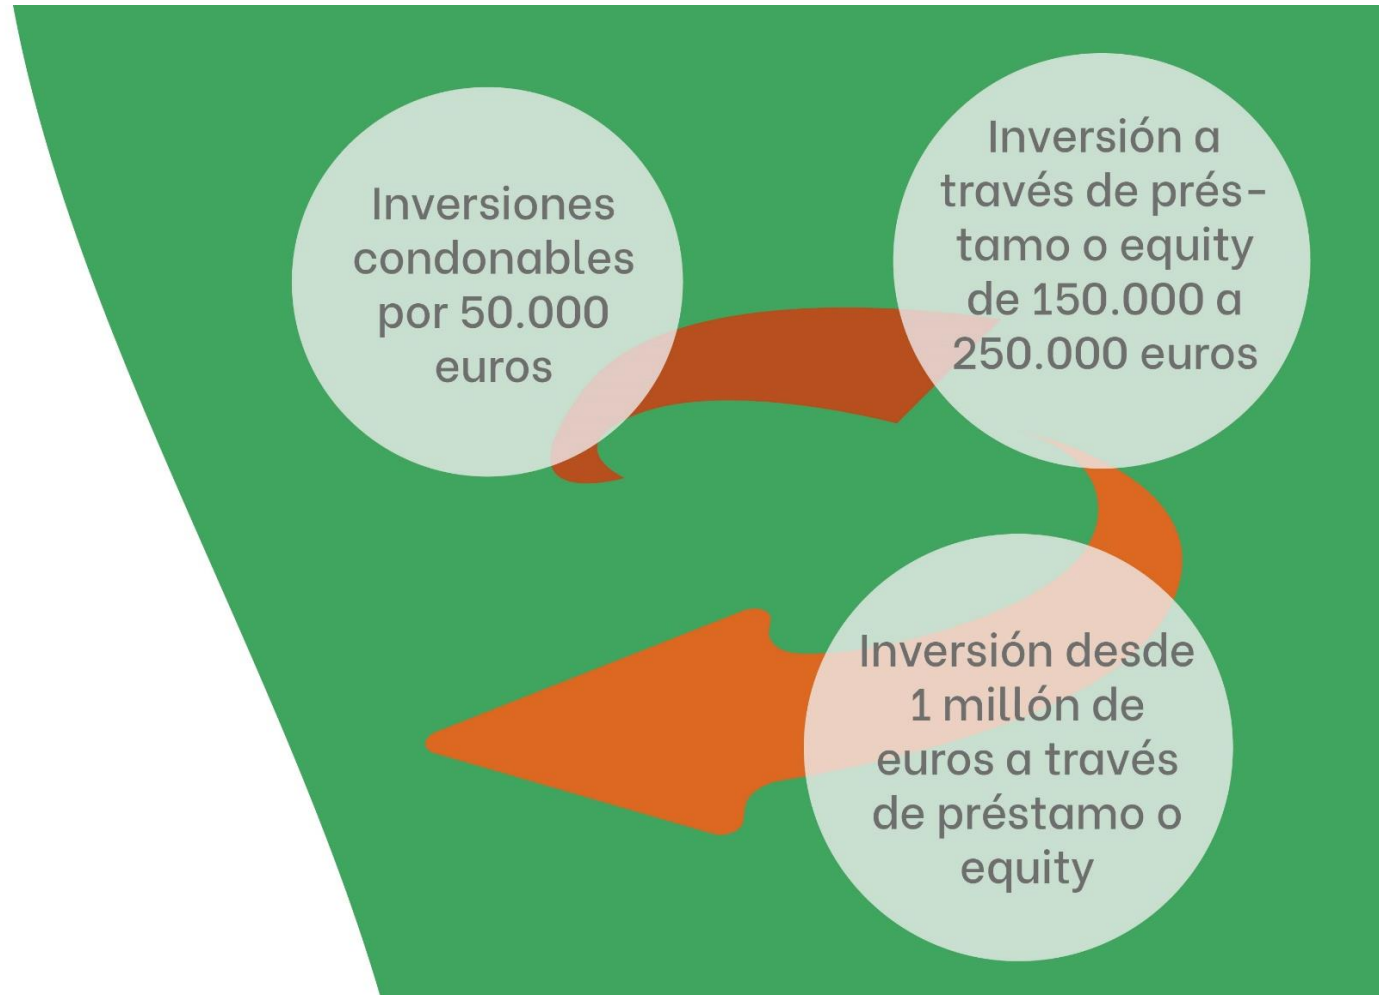 Inversiones
condonables
por 50.000
euros
Inversión a
través de prés-
tamo o equity
de 150.000 a
250.000 euros
Inversión desde
1 millón de
euros a través
de préstamo o
equity